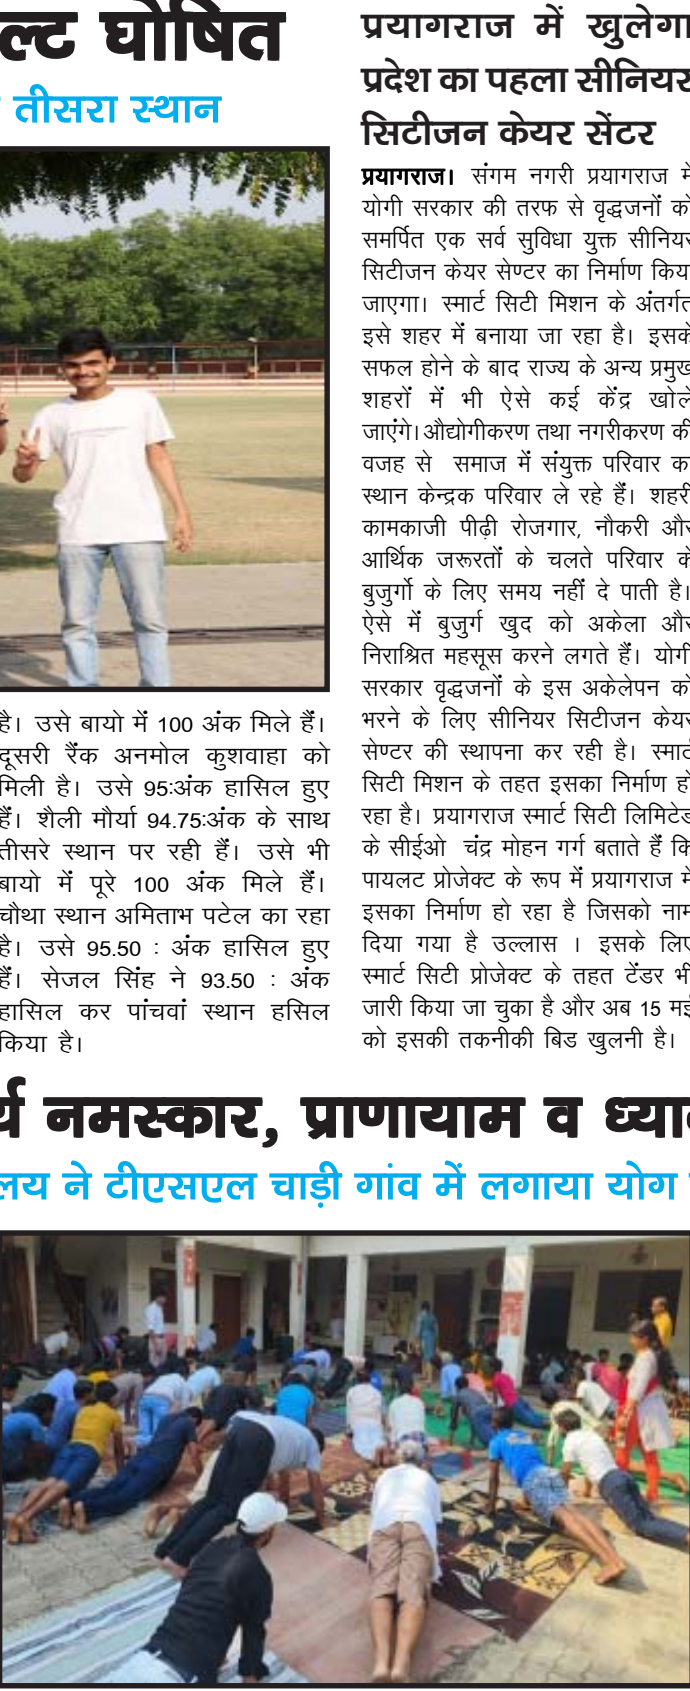 ल्ट घोषित
तीसरा स्थान
है। उसे बायो में 100 अंक मिले हैं।
दूसरी रैंक अनमोल कुशवाहा को
मिली है। उसे 95:अंक हासिल हुए
हैं। शैली मौर्या 94.75:अंक के साथ
तीसरे स्थान पर रही हैं। उसे भी
बायो में पूरे 100 अंक मिले हैं।
चौथा स्थान अमिताभ पटेल का रहा
है। उसे 95.50 : अंक हासिल हुए
हैं। सेजल सिंह ने 93.50 : अंक
हासिल कर पांचवां स्थान हसिल
किया है।
प्रयागराज में खुलेगा
प्रदेश का पहला सीनियर
सिटीजन केयर सेंटर
प्रयागराज। संगम नगरी प्रयागराज में
योगी सरकार की तरफ से वृद्धजनों को
समर्पित एक सर्व सुविधा युक्त सीनियर
सिटीजन केयर सेण्टर का निर्माण किया
जाएगा। स्मार्ट सिटी मिशन के अंतर्गत
इसे शहर में बनाया जा रहा है। इसके
सफल होने के बाद राज्य के अन्य प्रमुख
शहरों में भी ऐसे कई केंद्र खोले
जाएंगे।औद्योगीकरण तथा नगरीकरण की
वजह से समाज में संयुक्त परिवार का
स्थान केन्द्रक परिवार ले रहे हैं। शहरी
कामकाजी पीढ़ी रोजगार, नौकरी और
आर्थिक जरूरतों के चलते परिवार के
बुजुर्गो के लिए समय नहीं दे पाती है।
ऐसे में बुजुर्ग खुद को अकेला और
निराश्रित महसूस करने लगते हैं। योगी
सरकार वृद्धजनों के इस अकेलेपन को
भरने के लिए सीनियर सिटीजन केयर
सेण्टर की स्थापना कर रही है। स्मार्ट
सिटी मिशन के तहत इसका निर्माण हो
रहा है। प्रयागराज स्मार्ट सिटी लिमिटेड
के सीईओ चंद्र मोहन गर्ग बताते हैं कि
पायलट प्रोजेक्ट के रूप में प्रयागराज में
इसका निर्माण हो रहा है जिसको नाम
दिया गया है उल्लास । इसके लिए
स्मार्ट सिटी प्रोजेक्ट के तहत टेंडर भी
जारी किया जा चुका है और अब 15 मई
को इसकी तकनीकी बिड खुलनी है।
र्य नमस्कार, प्राणायाम व ध्या
लय ने टीएसएल चाड़ी गांव में लगाया योग